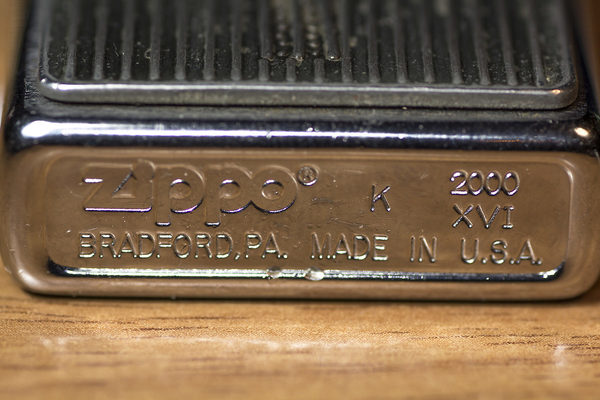 Zippo® K 2000
XVI
BRADFORD,PA. MADE IN U.S.A.